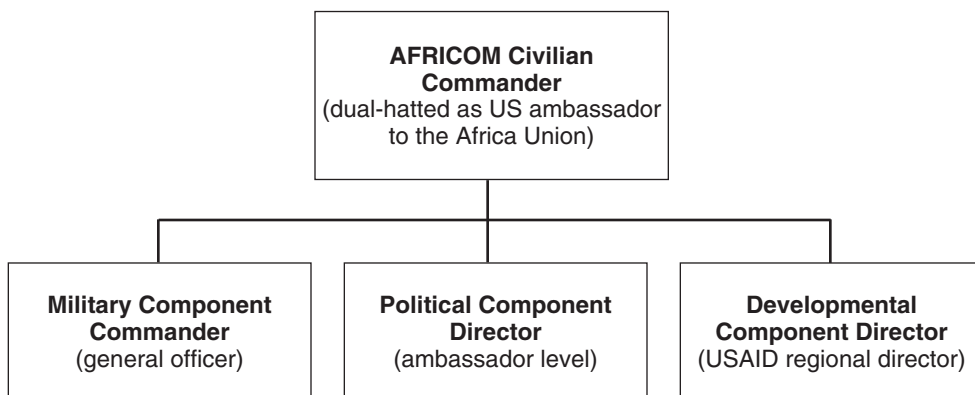 AFRICOM Civilian
Commander
(dual-hatted as US ambassador
to the Africa Union)
Military Component
Commander
(general officer)
Political Component
Director
(ambassador level)
Developmental
Component Director
(USAID regional director)